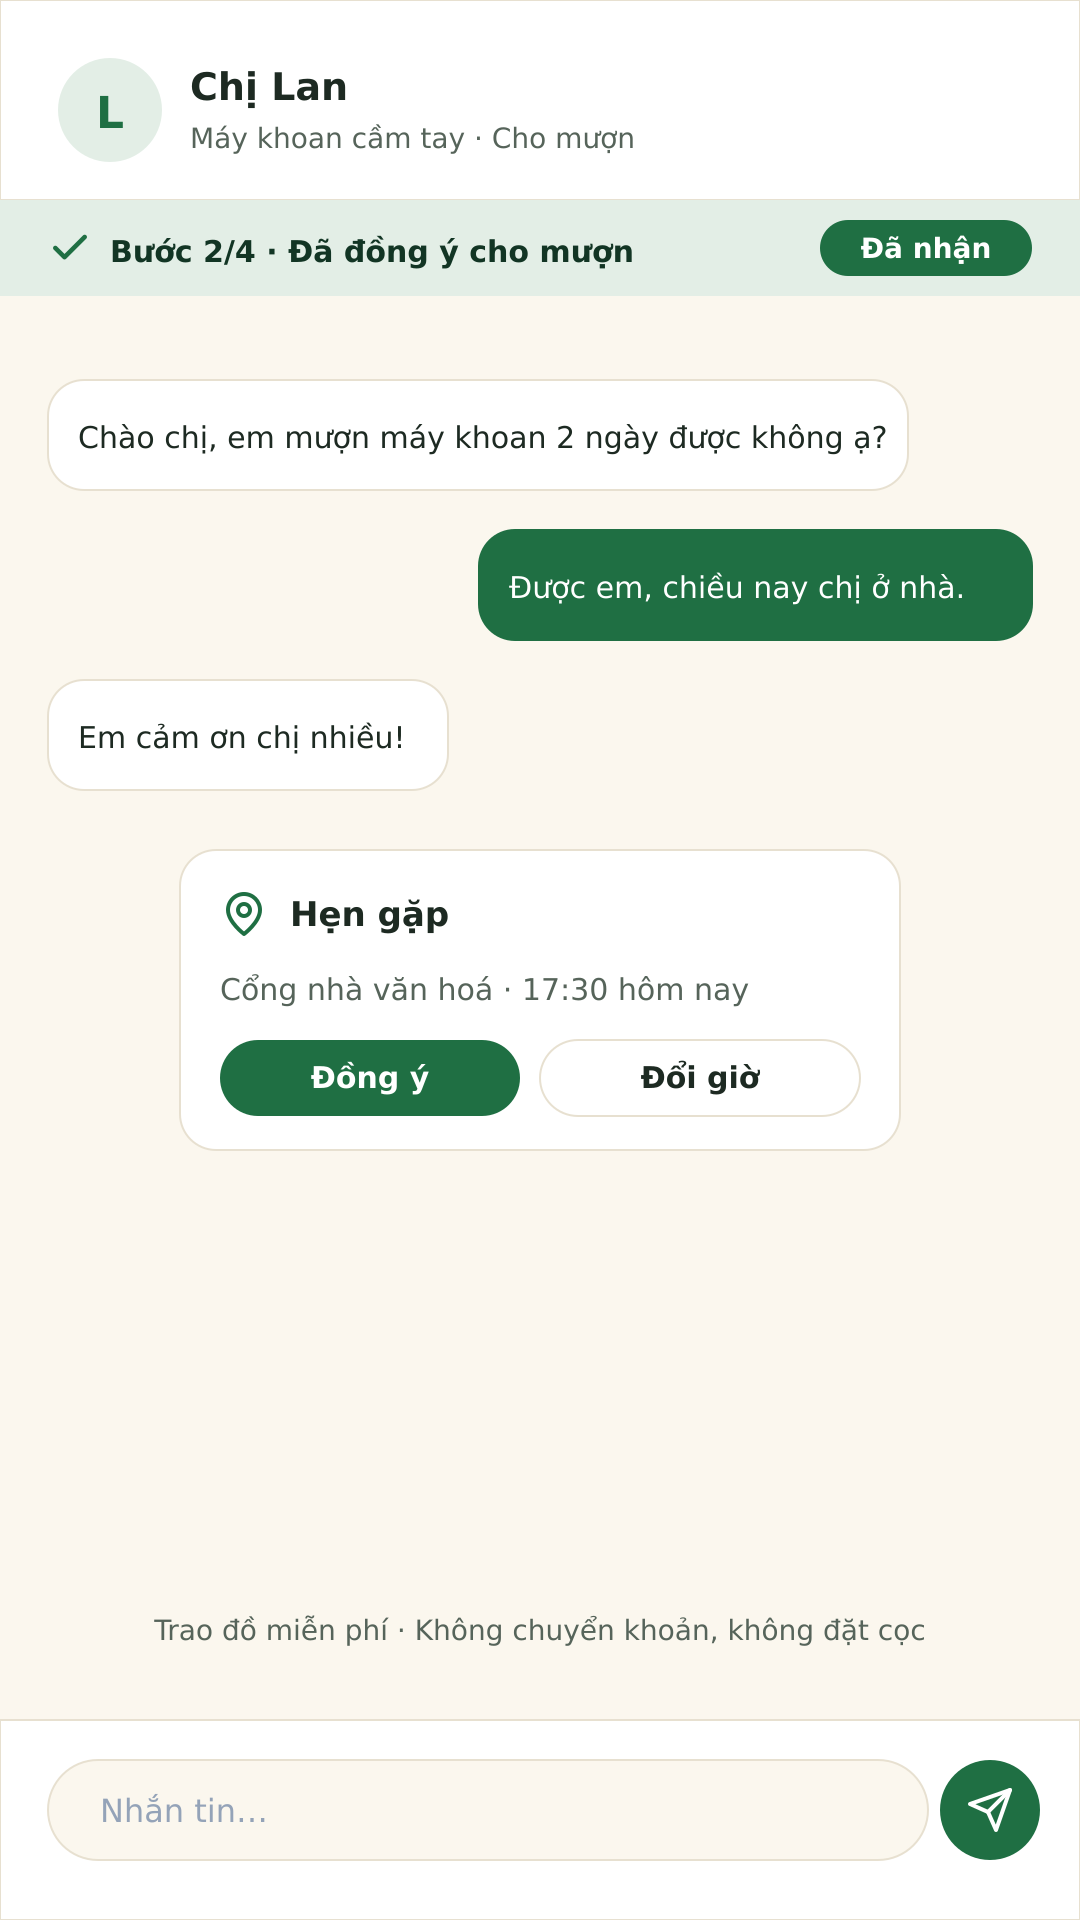 L
Chị Lan
Máy khoan cầm tay · Cho mượn
Bước 2/4 · Đã đồng ý cho mượn
Đã nhận
Chào chị, em mượn máy khoan 2 ngày được không ạ?
Được em, chiều nay chị ở nhà.
Em cảm ơn chị nhiều!
Hẹn gặp
Cổng nhà văn hoá · 17:30 hôm nay
Đồng ý
Đổi giờ
Trao đồ miễn phí · Không chuyển khoản, không đặt cọc
Nhắn tin…